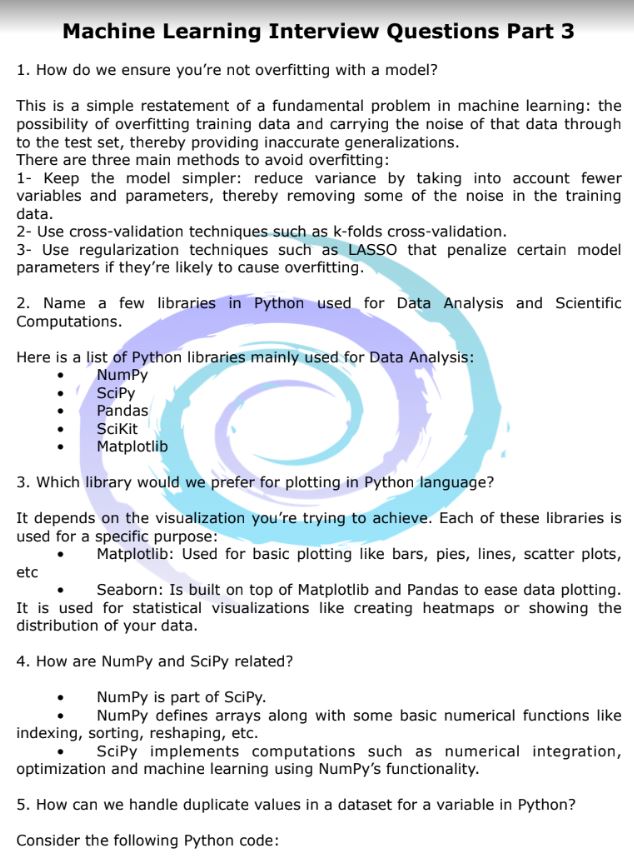 Machine Learning Interview Questions Part 3
1. How do we ensure you’re not overfitting with a model?
This is a simple restatement of a fundamental problem in machine learning: the
possibility of overfitting training data and carrying the noise of that data through
to the test set, thereby providing inaccurate generalizations.
There are three main methods to avoid overfitting:
1- Keep the model simpler: reduce variance by taking into account fewer
variables and parameters, thereby removing some of the noise in the training
data.
2- Use cross-validation techniques such as k-folds cross-validation.
3- Use regularization techniques such as LASSO that penalize certain model
parameters if they’re likely to cause overfitting.
2. Name a few libraries in Python used for Data Analysis and Scientific
Computations.
Here is a list of Python libraries mainly used for Data Analysis:
• NumPy
• SciPy
• Pandas
• SciKit
• Matplotlib
3. Which library would we prefer for plotting in Python language?
It depends on the visualization you’re trying to achieve. Each of these libraries is
used for a specific purpose:
• Matplotlib: Used for basic plotting like bars, pies, lines, scatter plots,
etc
• Seaborn: Is built on top of Matplotlib and Pandas to ease data plotting.
It is used for statistical visualizations like creating heatmaps or showing the
distribution of your data.
4. How are NumPy and SciPy related?
• NumPy is part of SciPy.
• NumPy defines arrays along with some basic numerical functions like
indexing, sorting, reshaping, etc.
• SciPy implements computations such as numerical integration,
optimization and machine learning using NumPy’s functionality.
5. How can we handle duplicate values in a dataset for a variable in Python?
Consider the following Python code: